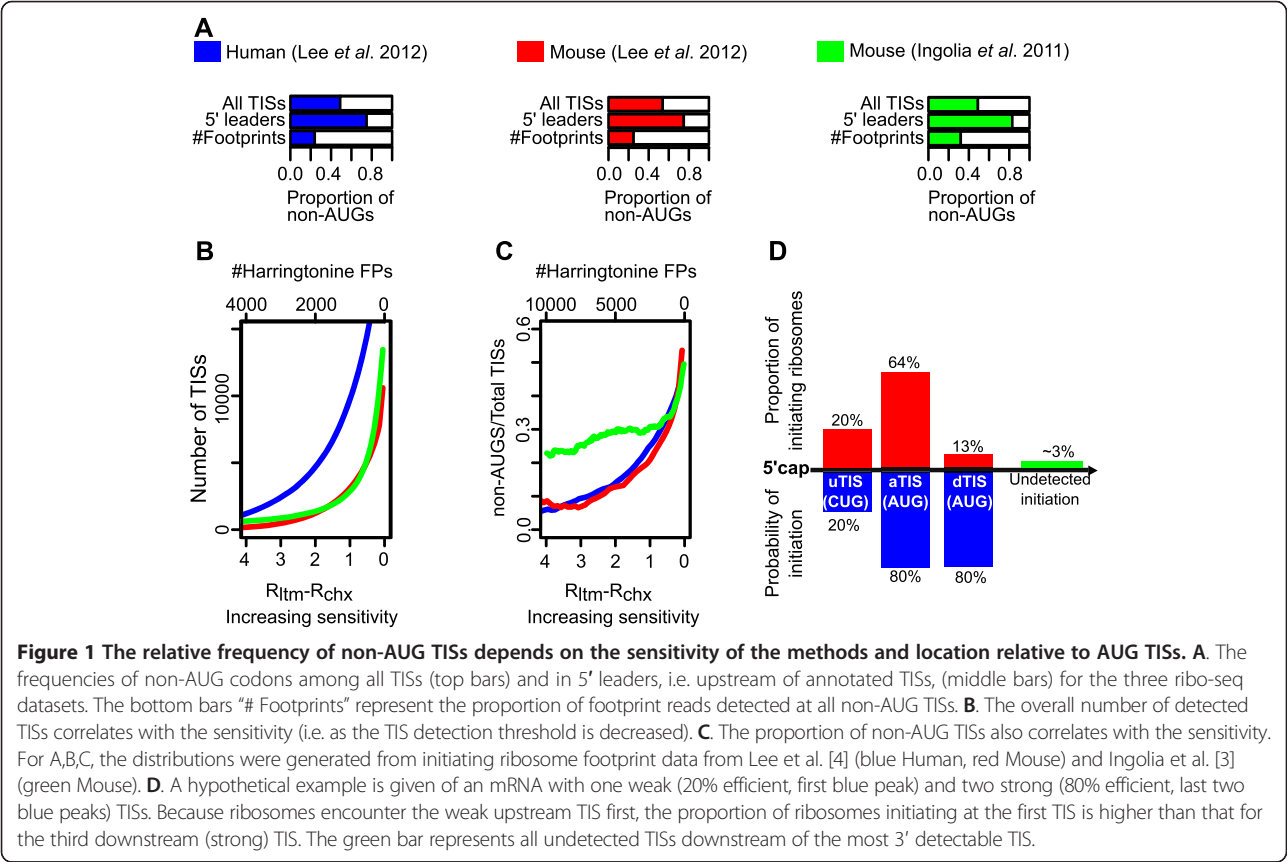 A
Human (Lee et al. 2012)
Mouse (Lee et al. 2012)
Mouse (Ingolia et al. 2011)
All TISs
5' leaders
#Footprints
0.0 0.4 0.8
Proportion of
non-AUGs
All TISs
5' leaders
#Footprints
0.0 0.4 0.8
Proportion of
non-AUGs
All TISs
5' leaders
#Footprints
0.0 0.4 0.8
Proportion of
non-AUGs
B
#Harringtonine FPs
4000 2000 0
Number of TISs
0 10000
4 3 2 1 0
Rltm-Rchx
Increasing sensitivity
C
#Harringtonine FPs
10000 5000 0
non-AUGS/Total TISs
0.0 0.3 0.6
4 3 2 1 0
Rltm-Rchx
Increasing sensitivity
D
Proportion of
initiating ribosomes
Probability of
initiation
64%
20%
13%
~3%
5'cap
uTIS
(CUG)
aTIS
(AUG)
dTIS
(AUG)
Undetected
initiation
20%
80%
80%
Figure 1 The relative frequency of non-AUG TISs depends on the sensitivity of the methods and location relative to AUG TISs. A. The
frequencies of non-AUG codons among all TISs (top bars) and in 5′ leaders, i.e. upstream of annotated TISs, (middle bars) for the three ribo-seq
datasets. The bottom bars “# Footprints” represent the proportion of footprint reads detected at all non-AUG TISs. B. The overall number of detected
TISs correlates with the sensitivity (i.e. as the TIS detection threshold is decreased). C. The proportion of non-AUG TISs also correlates with the sensitivity.
For A,B,C, the distributions were generated from initiating ribosome footprint data from Lee et al. [4] (blue Human, red Mouse) and Ingolia et al. [3]
(green Mouse). D. A hypothetical example is given of an mRNA with one weak (20% efficient, first blue peak) and two strong (80% efficient, last two
blue peaks) TISs. Because ribosomes encounter the weak upstream TIS first, the proportion of ribosomes initiating at the first TIS is higher than that for
the third downstream (strong) TIS. The green bar represents all undetected TISs downstream of the most 3′ detectable TIS.